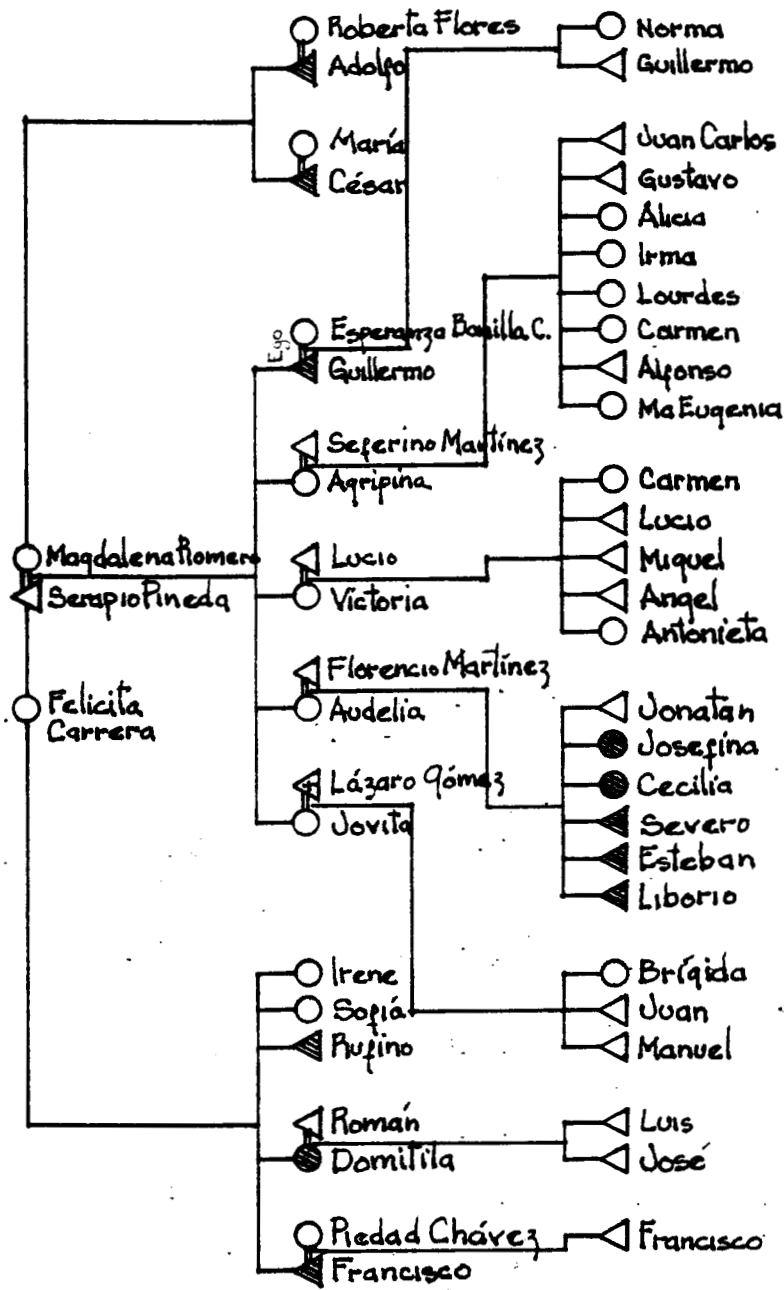 Roberta Flores
Adolfo
María
César
Ego
Esperanza Bonilla C.
Guillermo
Seferino Martínez
Agripina
Magdalena Romero
Serapio Pineda
Lucio
Victoria
Felicita
Carrera
Florencio Martínez
Audelia
Lázaro Gómez
Jovita
Irene
Sofiá
Rufino
Román
Domitila
Piedad Chávez
Francisco
Norma
Guillermo
Juan Carlos
Gustavo
Álicia
Irma
Lourdes
Carmen
Alfonso
Ma Eugenia
Carmen
Lucio
Miguel
Angel
Antonieta
Jonatán
Josefina
Cecilia
Severo
Esteban
Liborio
Brígida
Juan
Manuel
Luis
José
Francisco